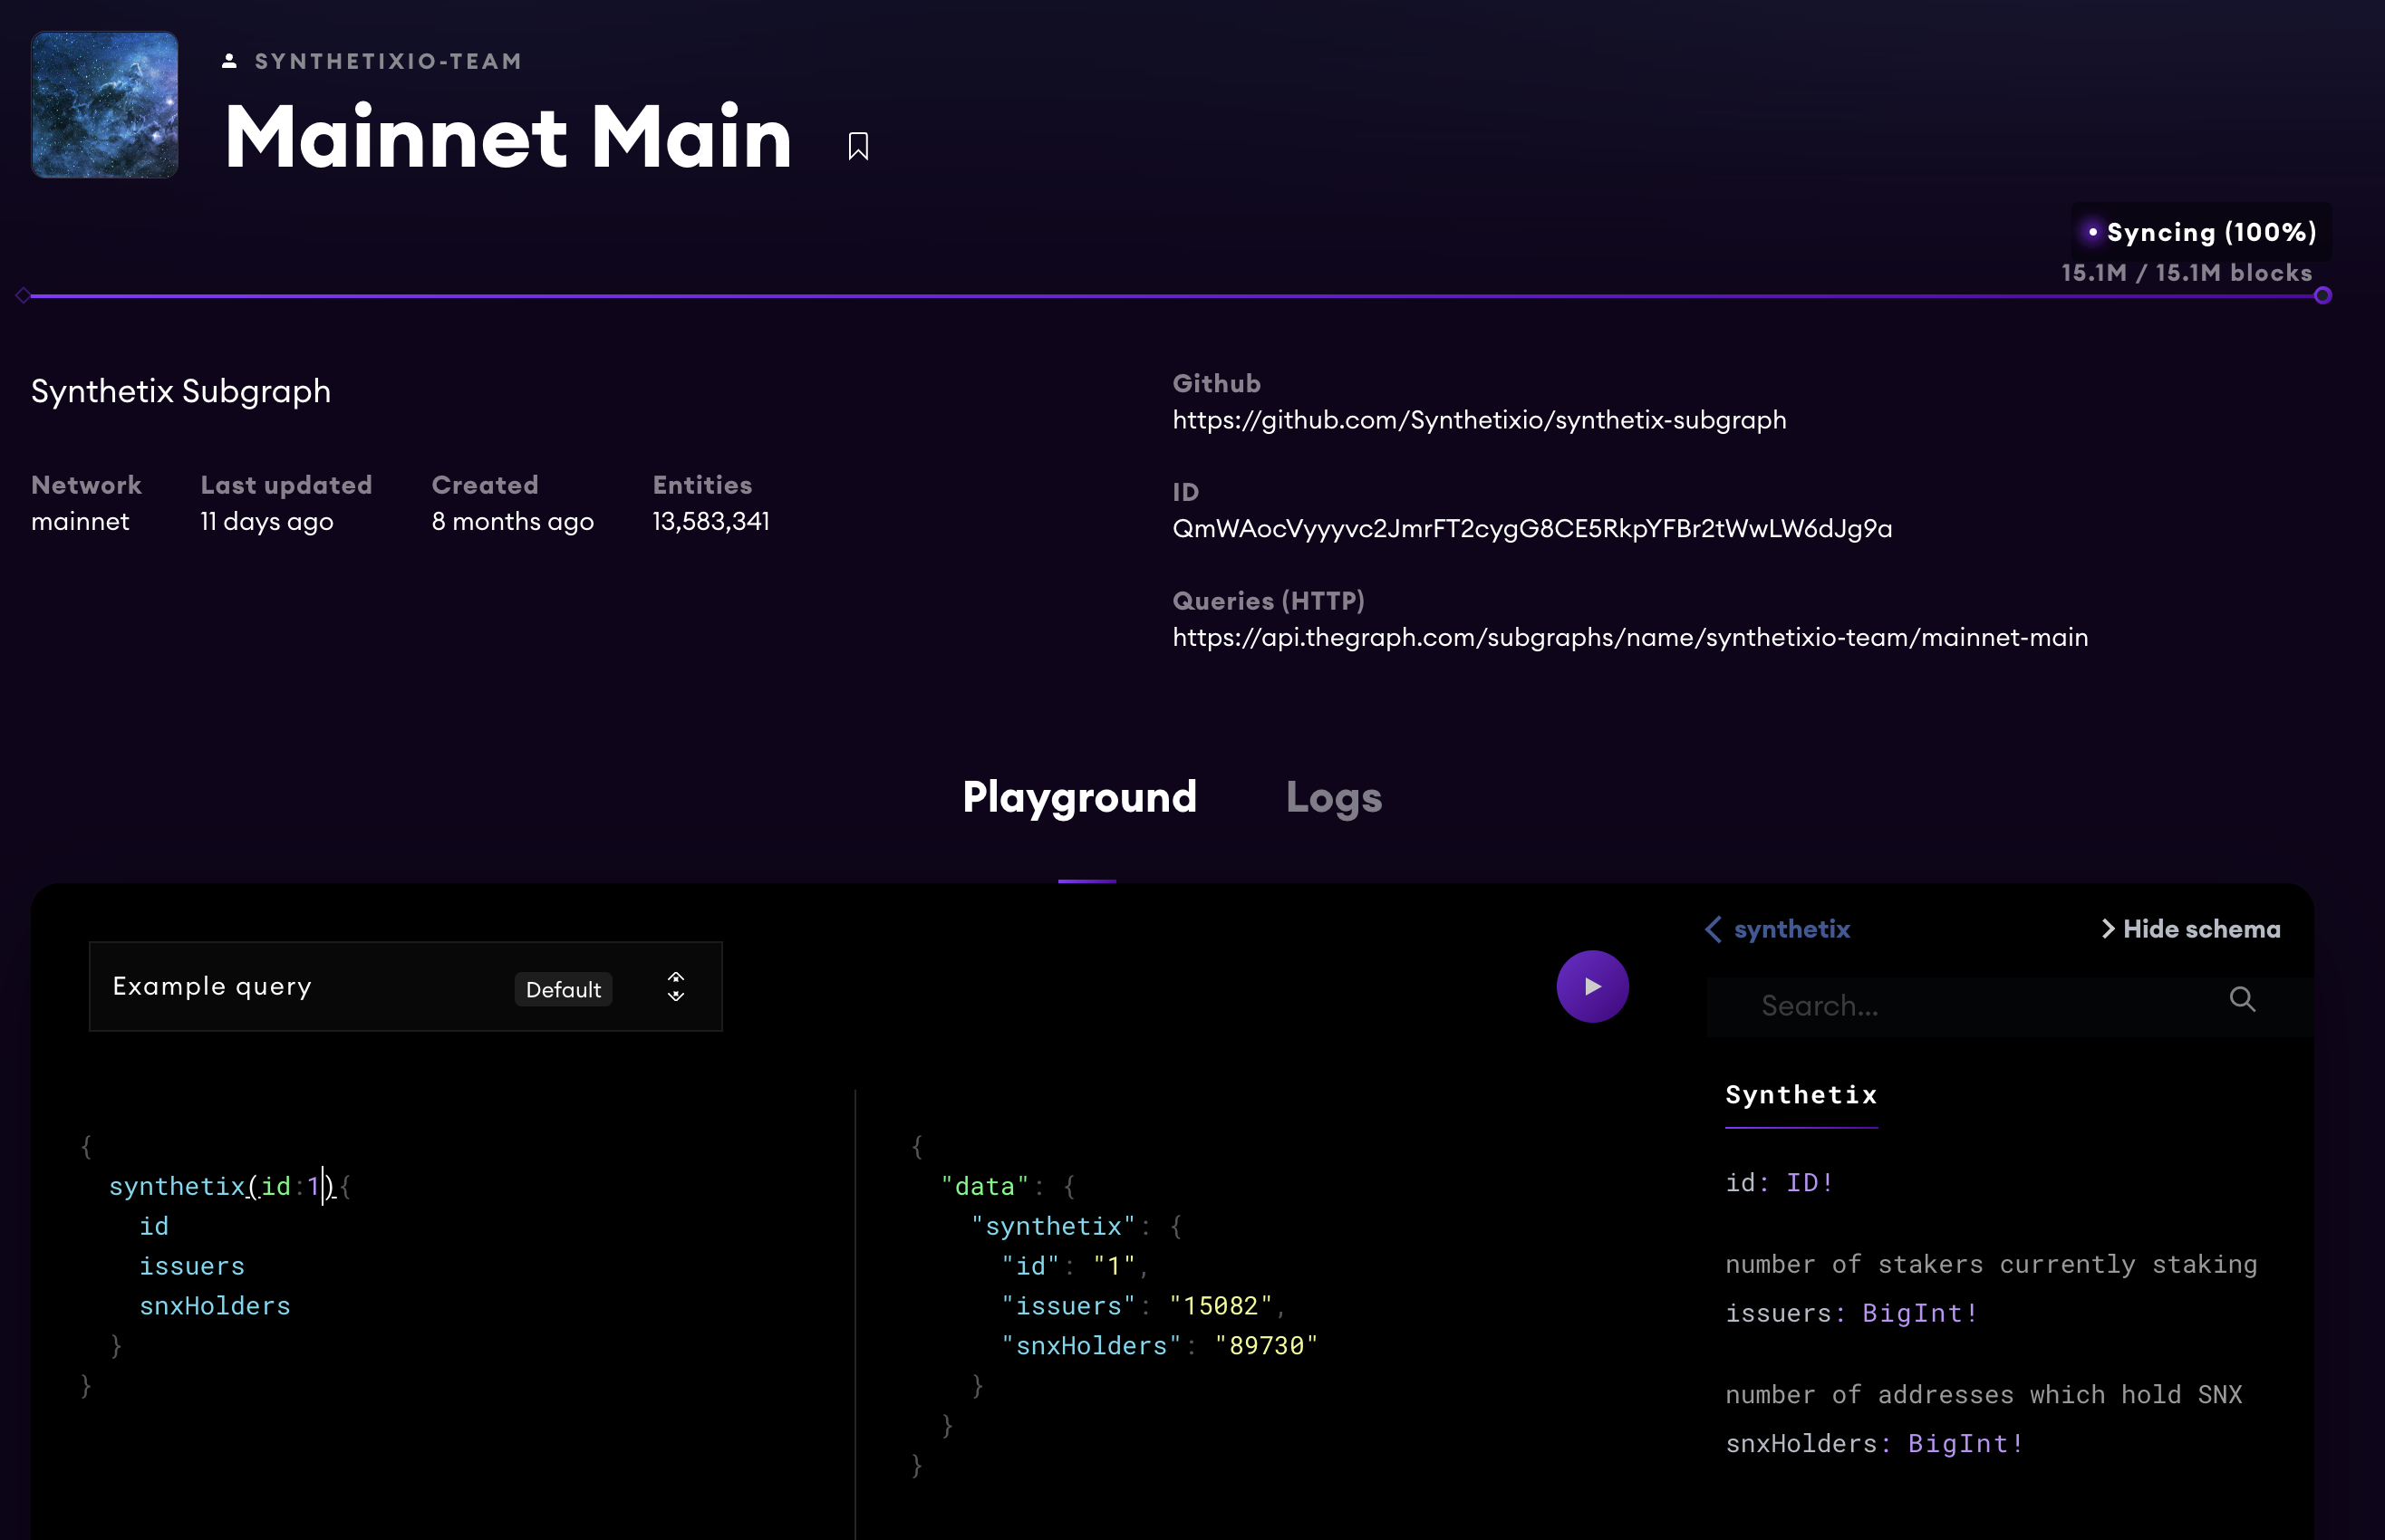 SYNTHETIXIO-TEAM
Mainnet Main
Syncing (100%)
15.1M / 15.1M blocks
Synthetix Subgraph
Network
mainnet
Last updated
11 days ago
Created
8 months ago
Entities
13,583,341
Github
https://github.com/Synthetixio/synthetix-subgraph
ID
QmWAocVyyyvc2JmrFT2cygG8CE5RkpYFBr2tWwLW6dJg9a
Queries (HTTP)
https://api.thegraph.com/subgraphs/name/synthetixio-team/mainnet-main
Playground
Logs
Example query
Default
{
synthetix(id:1){
id
issuers
snxHolders
}
}
{
"data": {
"synthetix": {
"id": "1",
"issuers": "15082",
"snxHolders": "89730"
}
}
}
synthetix
Hide schema
Search...
Synthetix
id: ID!
number of stakers currently staking
issuers: BigInt!
number of addresses which hold SNX
snxHolders: BigInt!